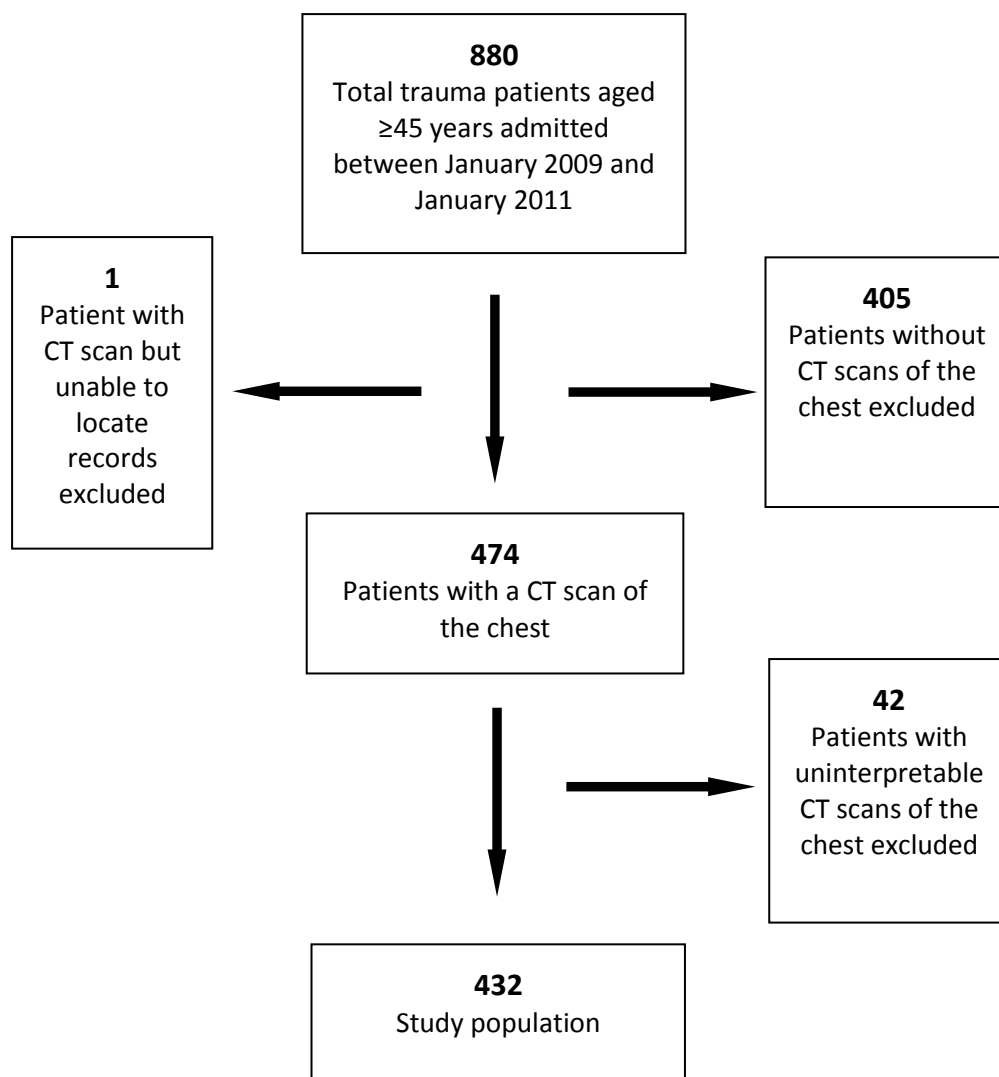 880
Total trauma patients aged
≥45 years admitted
between January 2009 and
January 2011
1
Patient with
CT scan but
unable to
locate
records
excluded
405
Patients without
CT scans of the
chest excluded
474
Patients with a CT scan of
the chest
42
Patients with
uninterpretable
CT scans of the
chest excluded
432
Study population